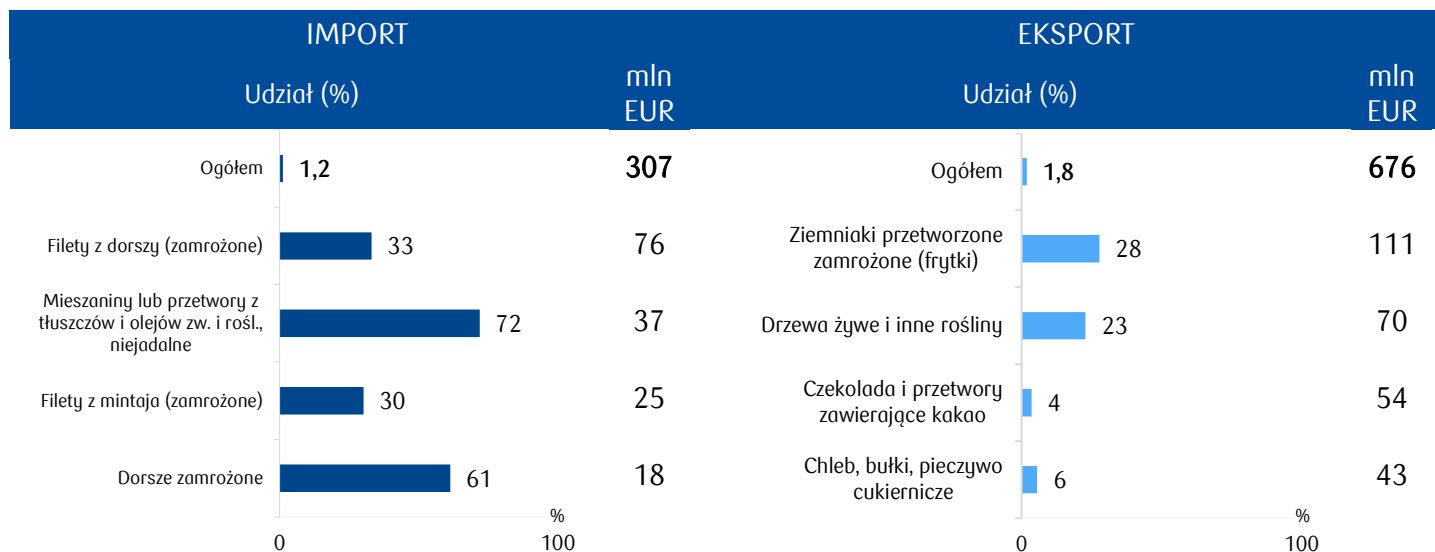 IMPORT
Udział (%)
mln
EUR
Ogółem
1,2
307
Filety z dorszy (zamrożone)
33
76
Mieszaniny lub przetwory z
tłuszczów i olejów zw. i rośl.,
niejadalne
72
37
Filety z mintaja (zamrożone)
30
25
Dorsze zamrożone
61
18
%
0
100
EKSPORT
Udział (%)
mln
EUR
Ogółem
1,8
676
Ziemniaki przetworzone
zamrożone (frytki)
28
111
Drzewa żywe i inne rośliny
23
70
Czekolada i przetwory
zawierające kakao
4
54
Chleb, bułki, pieczywo
cukiernicze
6
43
%
0
100